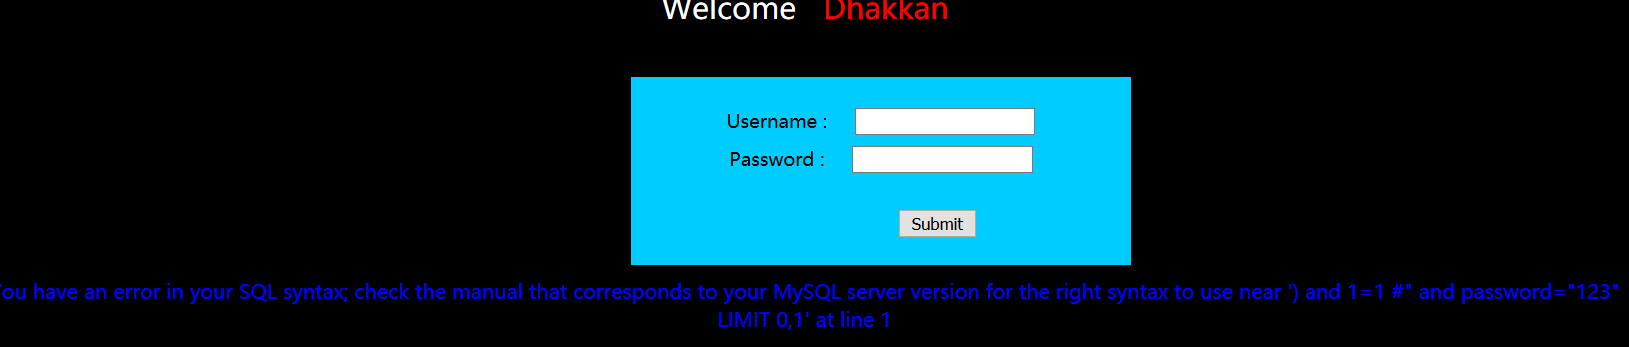 Welcome Dhakkan
Username :
Password :
Submit
You have an error in your SQL syntax; check the manual that corresponds to your MySQL server version for the right syntax to use near ') and 1=1 #" and password="123"
LIMIT 0,1' at line 1